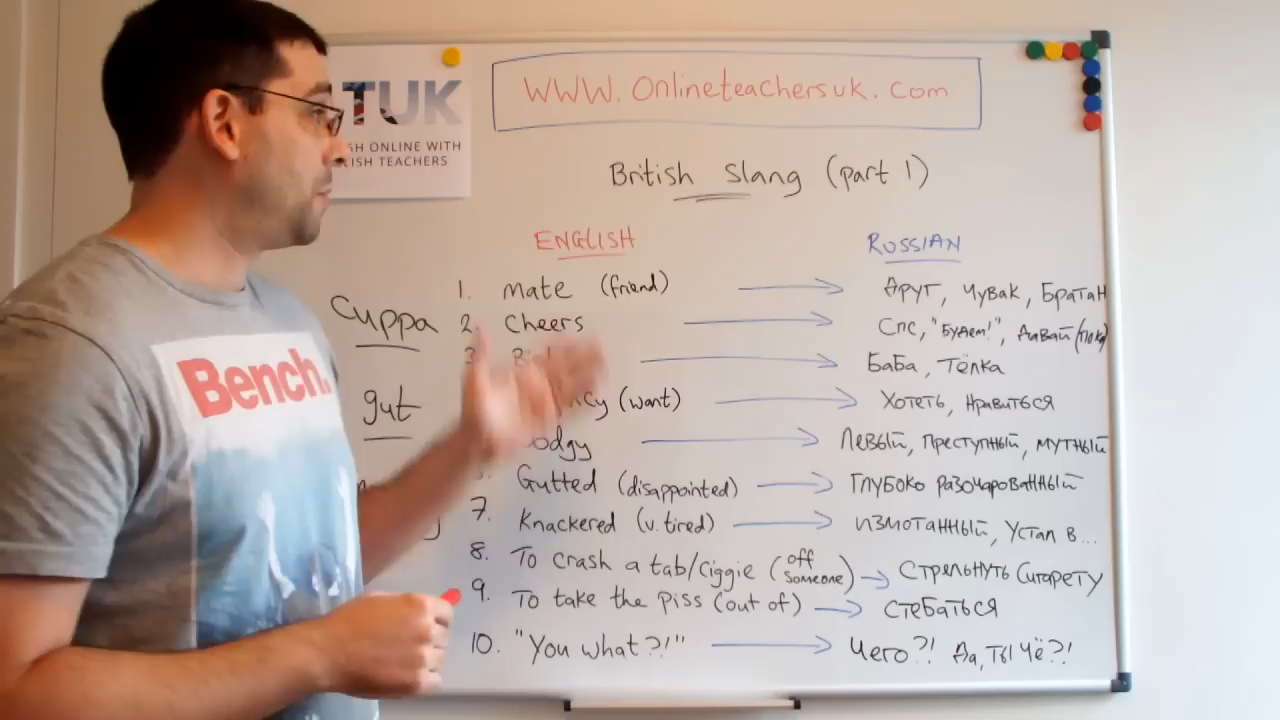 TUK
SH ONLINE WITH
ISH TEACHERS
www.onlineteachersuk.com
British Slang (part 1)
ENGLISH RUSSIAN
1. mate (friend) Друг, Чувак, Братан
Cuppa 2. Cheers Спс, "Будем!", Давай (пока)
3. Баба, Тёлка
gut (want) Хотеть, Нравиться
Левый, Преступный, мутный
Gutted (disappointed) Глубоко разочарованный
7. Knackered (v. tired) измотанный, Устал в...
8. To crash a tab/ciggie (off someone) Стрельнуть Сигарету
9. To take the piss (out of) Стебаться
10. "You what?!" Чего?! Да, ты чё?!
Bench.